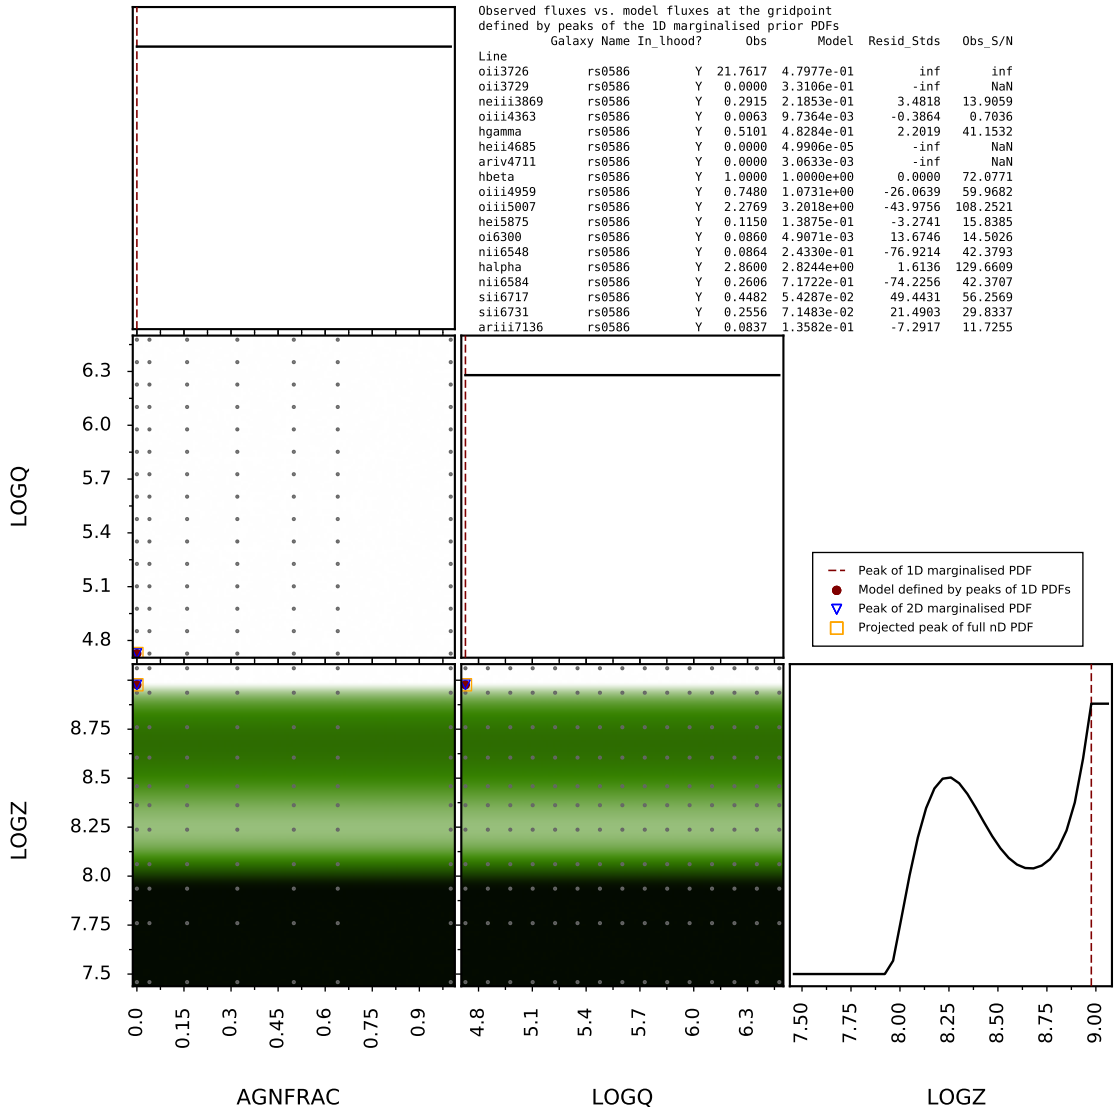 Observed fluxes vs. model fluxes at the gridpoint
defined by peaks of the 1D marginalised prior PDFs
Galaxy Name In_lhood? Obs Model Resid_Stds Obs_S/N
Line
oii3726 rs0586 Y 21.7617 4.7977e-01 inf inf
oii3729 rs0586 Y 0.0000 3.3106e-01 -inf NaN
neiii3869 rs0586 Y 0.2915 2.1853e-01 3.4818 13.9059
oiii4363 rs0586 Y 0.0063 9.7364e-03 -0.3864 0.7036
hgamma rs0586 Y 0.5101 4.8284e-01 2.2019 41.1532
heii4685 rs0586 Y 0.0000 4.9906e-05 -inf NaN
ariv4711 rs0586 Y 0.0000 3.0633e-03 -inf NaN
hbeta rs0586 Y 1.0000 1.0000e+00 0.0000 72.0771
oiii4959 rs0586 Y 0.7480 1.0731e+00 -26.0639 59.9682
oiii5007 rs0586 Y 2.2769 3.2018e+00 -43.9756 108.2521
hei5875 rs0586 Y 0.1150 1.3875e-01 -3.2741 15.8385
oi6300 rs0586 Y 0.0860 4.9071e-03 13.6746 14.5026
nii6548 rs0586 Y 0.0864 2.4330e-01 -76.9214 42.3793
halpha rs0586 Y 2.8600 2.8244e+00 1.6136 129.6609
nii6584 rs0586 Y 0.2606 7.1722e-01 -74.2256 42.3707
sii6717 rs0586 Y 0.4482 5.4287e-02 49.4431 56.2569
sii6731 rs0586 Y 0.2556 7.1483e-02 21.4903 29.8337
ariii7136 rs0586 Y 0.0837 1.3582e-01 -7.2917 11.7255
LOGQ
6.3
6.0
5.7
5.4
5.1
4.8
Peak of 1D marginalised PDF
Model defined by peaks of 1D PDFs
Peak of 2D marginalised PDF
Projected peak of full nD PDF
LOGZ
8.75
8.5
8.25
8.0
7.75
7.5
0.0 0.15 0.3 0.45 0.6 0.75 0.9
4.8 5.1 5.4 5.7 6.0 6.3
7.50 7.75 8.00 8.25 8.50 8.75 9.00
AGNFRAC LOGQ LOGZ